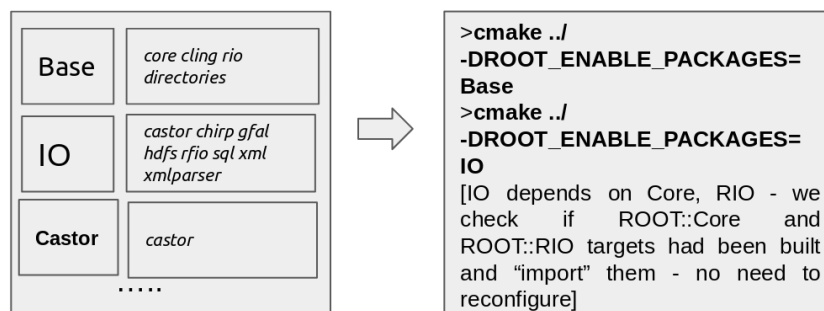 Base
core cling rio
directories
IO
castor chirp gfal
hdfs rfio sql xml
xmlparser
Castor
castor
.....
>cmake ../
-DROOT_ENABLE_PACKAGES=
Base
>cmake ../
-DROOT_ENABLE_PACKAGES=
IO
[IO depends on Core, RIO - we
check if ROOT::Core and
ROOT::RIO targets had been built
and “import” them - no need to
reconfigure]